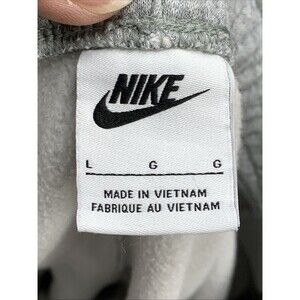 NIKE
L G G
MADE IN VIETNAM
FABRIQUE AU VIETNAM